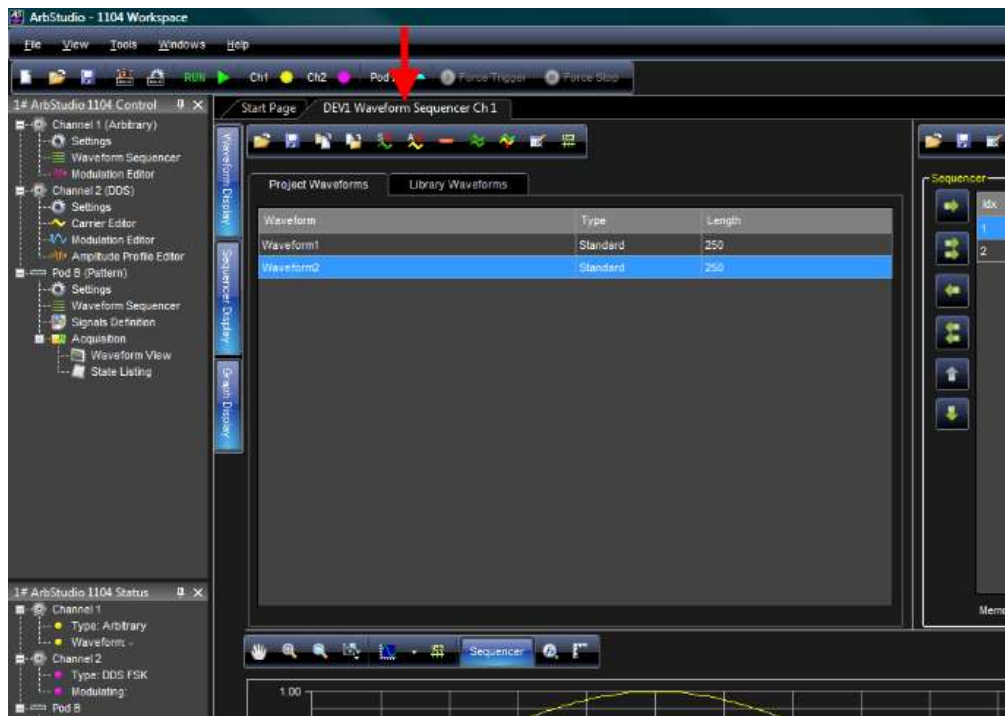 ArbStudio - 1104 Workspace
File View Tools Windows Help
RUN Ch1 Ch2 Pod Force Trigger Force Stop
1# ArbStudio 1104 Control
Start Page DEV1 Waveform Sequencer Ch 1
Channel 1 (Arbitrary)
Settings
Waveform Sequencer
Modulation Editor
Channel 2 (DDS)
Settings
Carrier Editor
Modulation Editor
Amplitude Profile Editor
Pod B (Pattern)
Settings
Waveform Sequencer
Signals Definition
Acquisition
Waveform View
State Listing
Waveform Display
Sequencer Display
Graph Display
Project Waveforms Library Waveforms
Waveform Type Length
Waveform1 Standard 250
Waveform2 Standard 250
Sequencer
Idx
1
2
Memo
1# ArbStudio 1104 Status
Channel 1
Type: Arbitrary
Waveform: -
Channel 2
Type: DDS FSK
Modulating:
Pod B
Sequencer
1.00